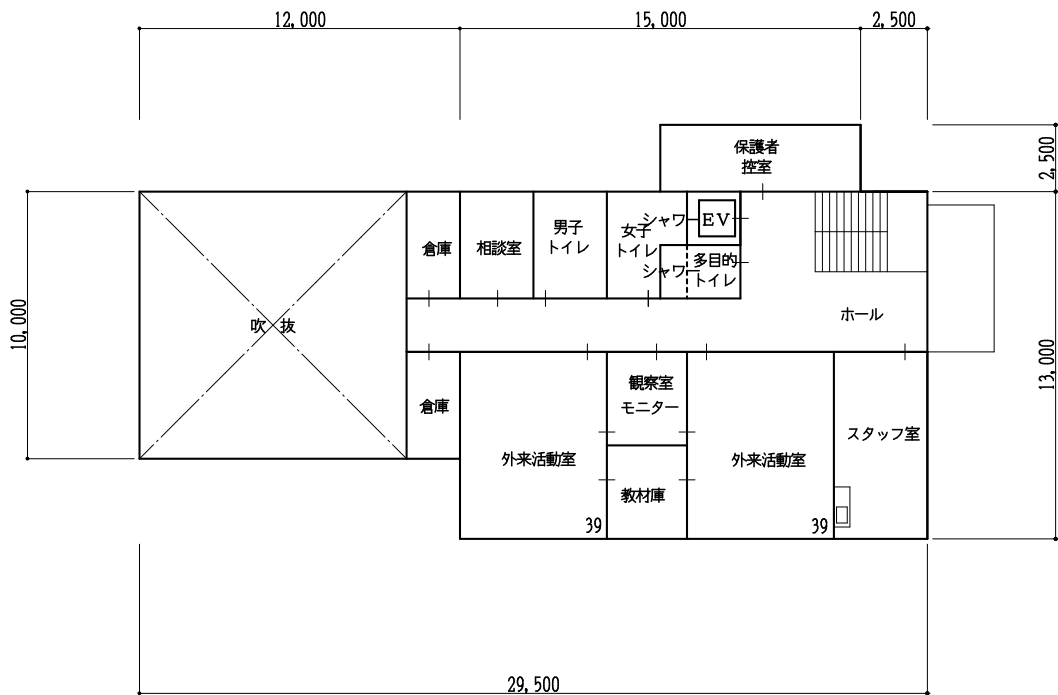 12,000
15,000
2,500
保護者
控室
2,500
倉庫
相談室
男子
トイレ
女子
トイレ
シャワー
EV
シャワー
多目的
トイレ
ホール
吹 抜
10,000
13,000
倉庫
観察室
モニター
外来活動室
39
教材庫
外来活動室
39
スタッフ室
29,500